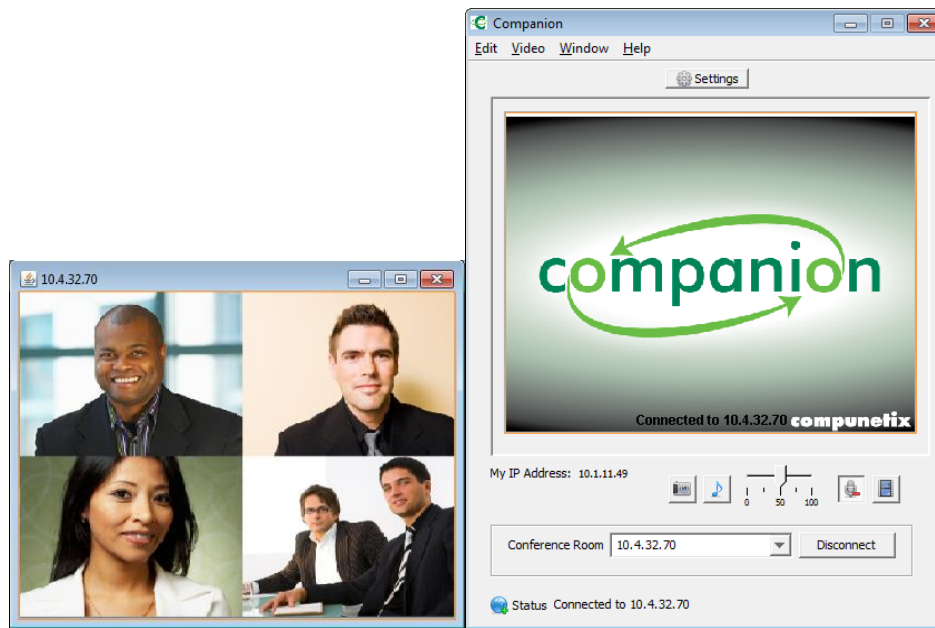 10.4.32.70
Companion
Edit Video Window Help
Settings
companion
Connected to 10.4.32.70 compunetix
My IP Address: 10.1.11.49
0 50 100
Conference Room 10.4.32.70 Disconnect
Status Connected to 10.4.32.70